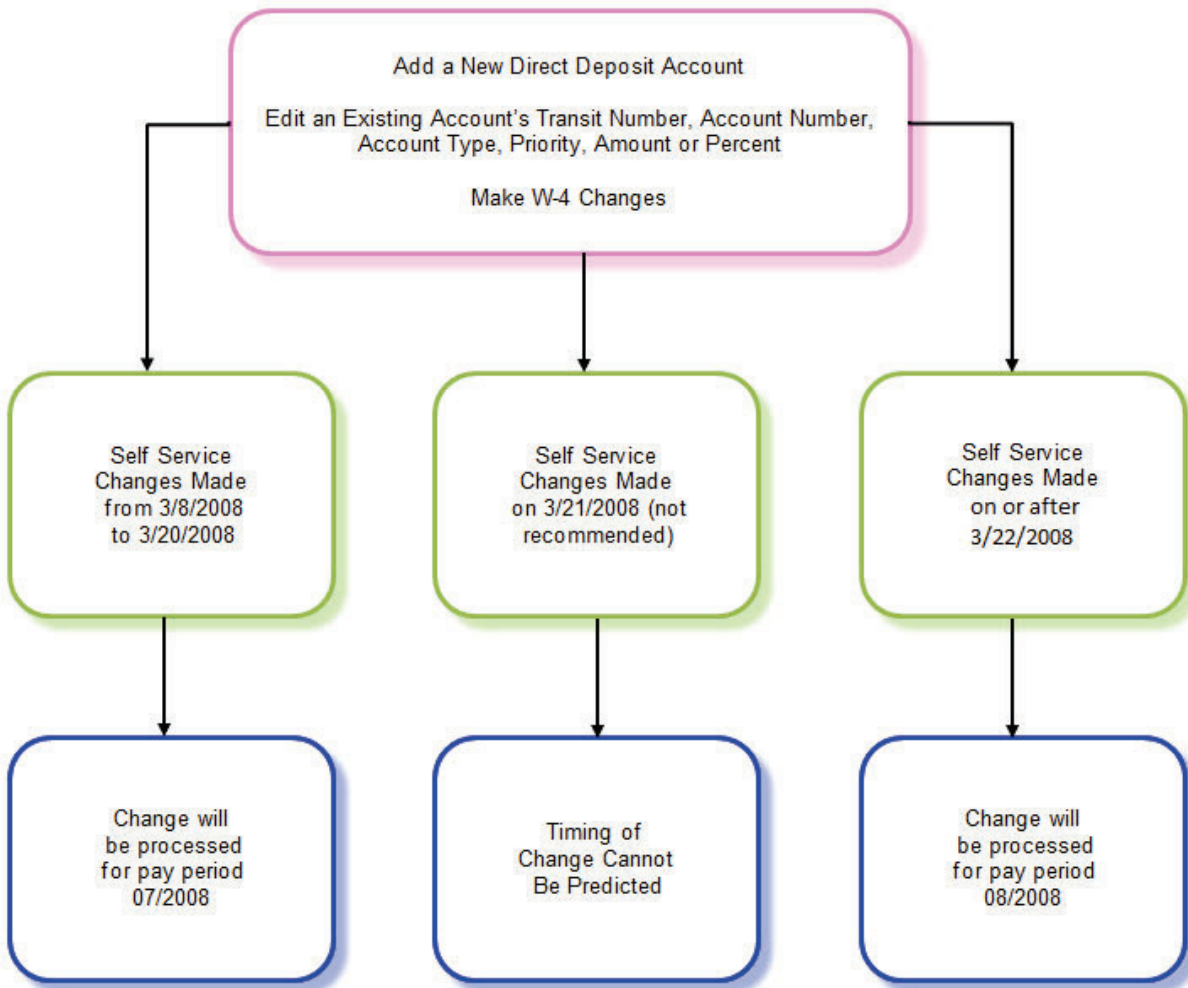 Add a New Direct Deposit Account
Edit an Existing Account's Transit Number, Account Number,
Account Type, Priority, Amount or Percent
Make W-4 Changes
Self Service
Changes Made
from 3/8/2008
to 3/20/2008
Self Service
Changes Made
on 3/21/2008 (not
recommended)
Self Service
Changes Made
on or after
3/22/2008
Change will
be processed
for pay period
07/2008
Timing of
Change Cannot
Be Predicted
Change will
be processed
for pay period
08/2008